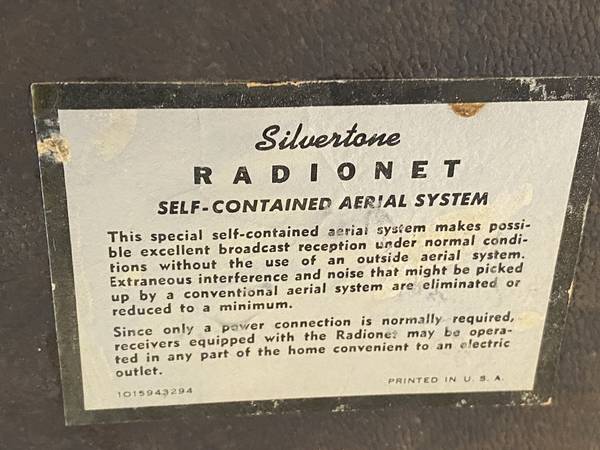 Silvertone
RADIONET
SELF-CONTAINED AERIAL SYSTEM
This special self-contained aerial system makes possi-
ble excellent broadcast reception under normal condi-
tions without the use of an outside aerial system.
Extraneous interference and noise that might be picked
up by a conventional aerial system are eliminated or
reduced to a minimum.
Since only a power connection is normally required,
receivers equipped with the Radionet may be opera-
ted in any part of the home convenient to an electric
outlet.
1015943294
PRINTED IN U. S. A.